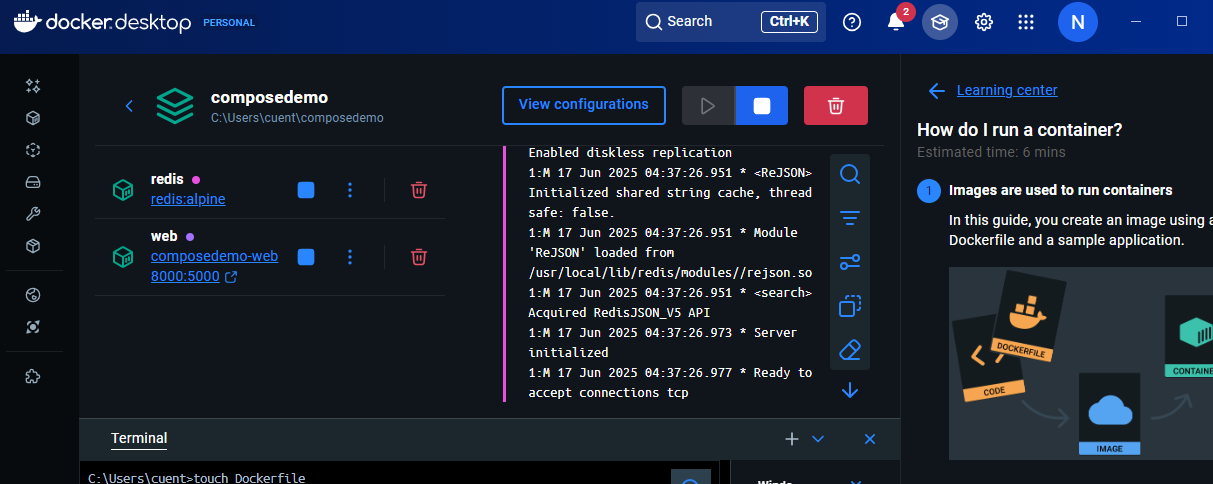 docker.desktop PERSONAL
Search Ctrl+K
2
N
composedemo
C:\Users\cuent\composedemo
View configurations
redis
redis:alpine
web
composedemo-web
8000:5000
Enabled diskless replication
1:M 17 Jun 2025 04:37:26.951 * <ReJSON>
Initialized shared string cache, thread
safe: false.
1:M 17 Jun 2025 04:37:26.951 * Module
'ReJSON' loaded from
/usr/local/lib/redis/modules//rejson.so
1:M 17 Jun 2025 04:37:26.951 * <search>
Acquired RedisJSON_V5 API
1:M 17 Jun 2025 04:37:26.973 * Server
initialized
1:M 17 Jun 2025 04:37:26.977 * Ready to
accept connections tcp
Terminal
C:\Users\cuent>touch Dockerfile
Learning center
How do I run a container?
Estimated time: 6 mins
1 Images are used to run containers
In this guide, you create an image using a
Dockerfile and a sample application.
DOCKERFILE
CODE
IMAGE
CONTAINE